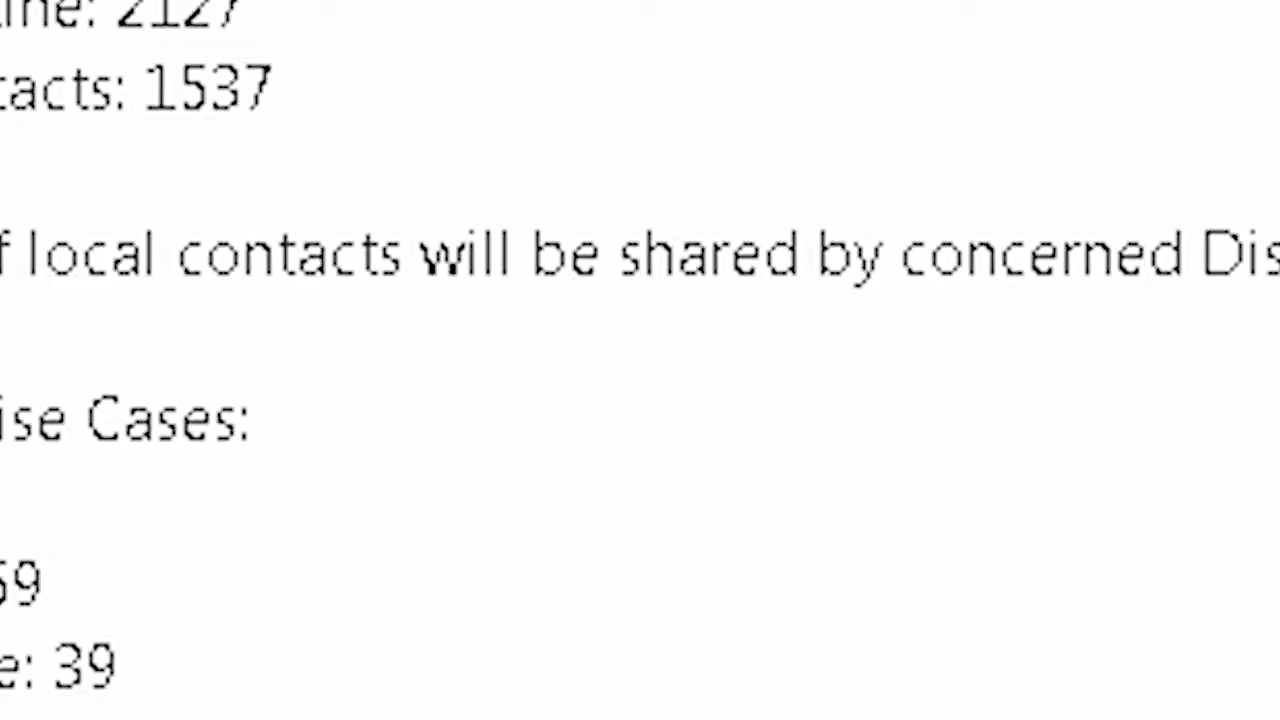 2127
tacts: 1537
f local contacts will be shared by concerned Dis
ise Cases:
59
e: 39